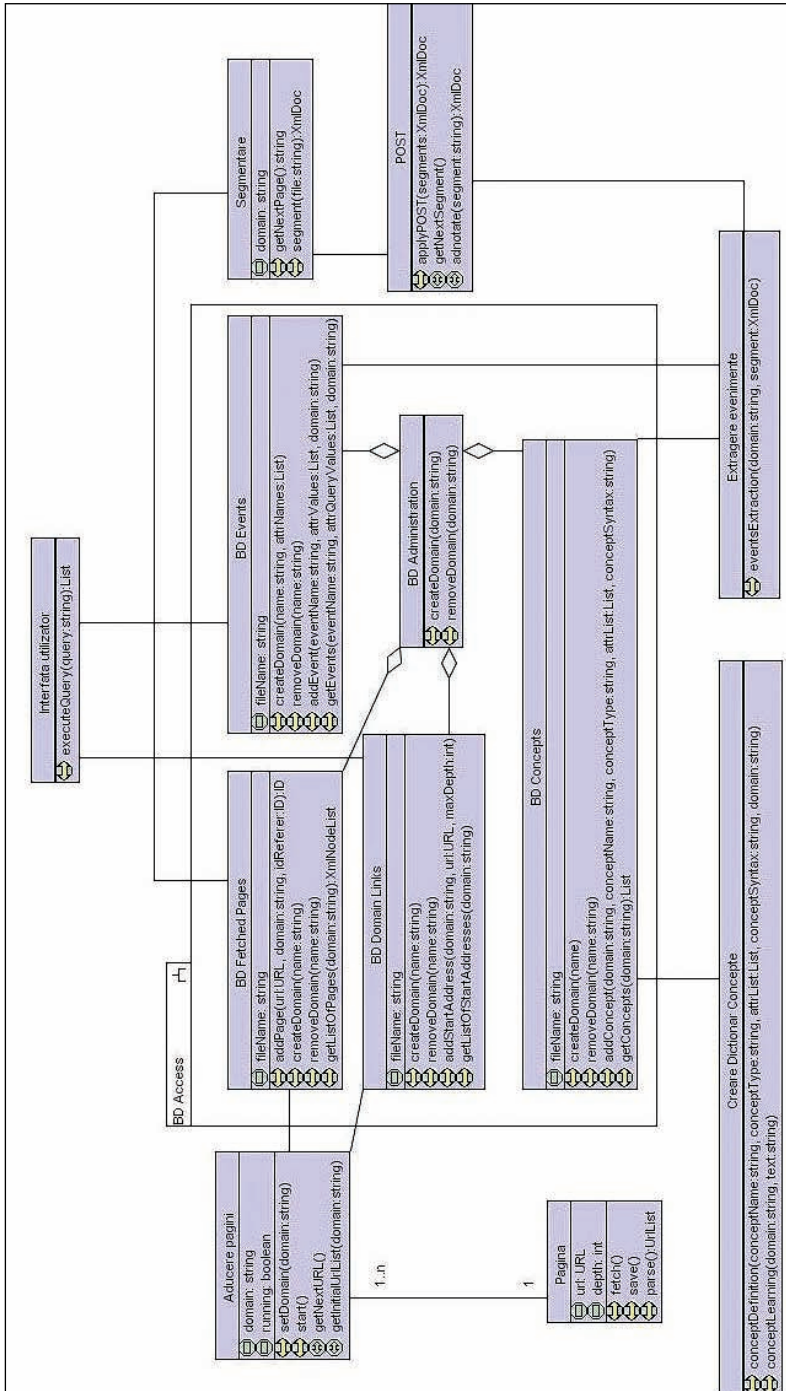 Interfata utilizator
executeQuery(query:string):List
Segmentare
domain: string
getNextPage():string
segment(file:string):XmlDoc
POST
applyPOST(segments:XmlDoc):XmlDoc
getNextSegment()
adnotate(segment:string):XmlDoc
BD Access
BD Fetched Pages
fileName: string
addPage(url:URL, domain:string, idReferer:ID):ID
createDomain(name:string)
removeDomain(name:string)
getListOfPages(domain:string):XmlNodeList
BD Events
fileName: string
createDomain(name:string, attrNames:List)
removeDomain(name:string)
addEvent(eventName:string, attrValues:List, domain:string)
getEvents(eventName:string, attrQueryValues:List, domain:string)
BD Domain Links
fileName: string
createDomain(name:string)
removeDomain(name:string)
addStartAddress(domain:string, url:URL, maxDepth:int)
getListOfStartAddresses(domain:string)
BD Administration
createDomain(domain:string)
removeDomain(domain:string)
BD Concepts
fileName: string
createDomain(name)
removeDomain(name:string)
addConcept(domain:string, conceptName:string, conceptType:string, attrList:List, conceptSyntax:string)
getConcepts(domain:string):List
Aducere pagini
domain: string
running: boolean
setDomain(domain:string)
start()
getNextURL()
getInitialUrlList(domain:string)
1..n
1
Pagina
url: URL
depth: int
fetch()
save()
parse():UrlList
Creare Dictionar Concepte
conceptDefinition(conceptName:string, conceptType:string, attrList:List, conceptSyntax:string, domain:string)
conceptLearning(domain:string, text:string)
Extragere evenimente
eventsExtraction(domain:string, segment:XmlDoc)